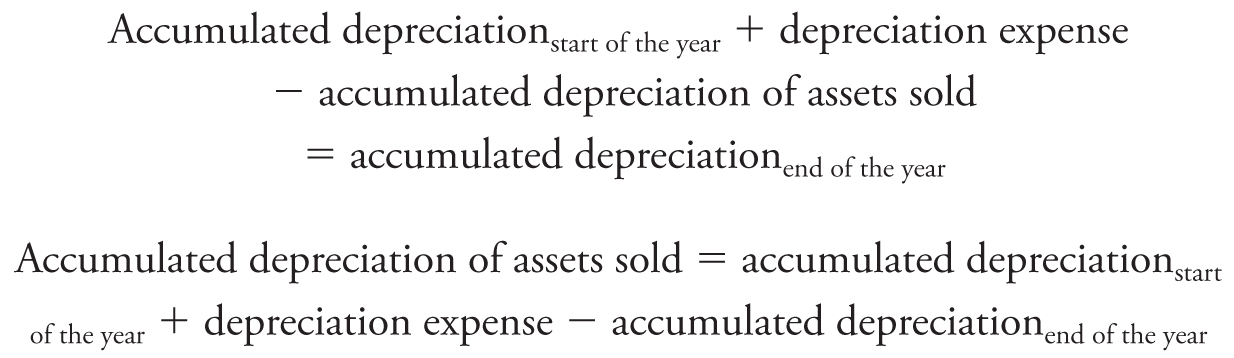 Accumulated depreciation start of the year + depreciation expense
− accumulated depreciation of assets sold
= accumulated depreciation end of the year
Accumulated depreciation of assets sold = accumulated depreciation start
of the year + depreciation expense − accumulated depreciation end of the year